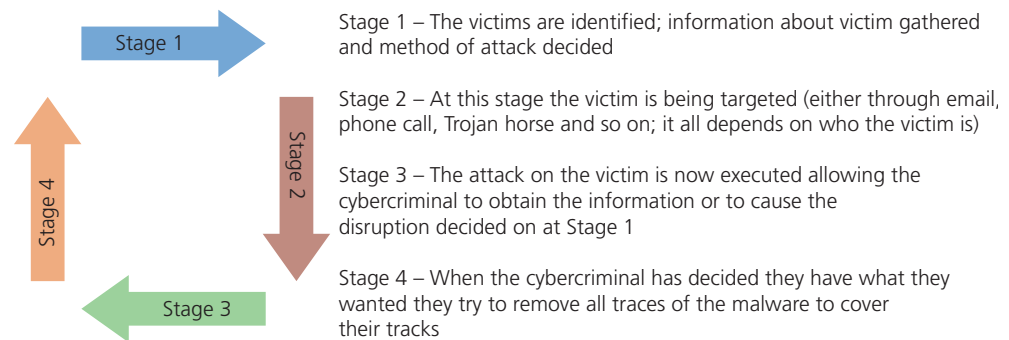 Stage 1
Stage 2
Stage 3
Stage 4
Stage 1 – The victims are identified; information about victim gathered
and method of attack decided
Stage 2 – At this stage the victim is being targeted (either through email,
phone call, Trojan horse and so on; it all depends on who the victim is)
Stage 3 – The attack on the victim is now executed allowing the
cybercriminal to obtain the information or to cause the
disruption decided on at Stage 1
Stage 4 – When the cybercriminal has decided they have what they
wanted they try to remove all traces of the malware to cover
their tracks